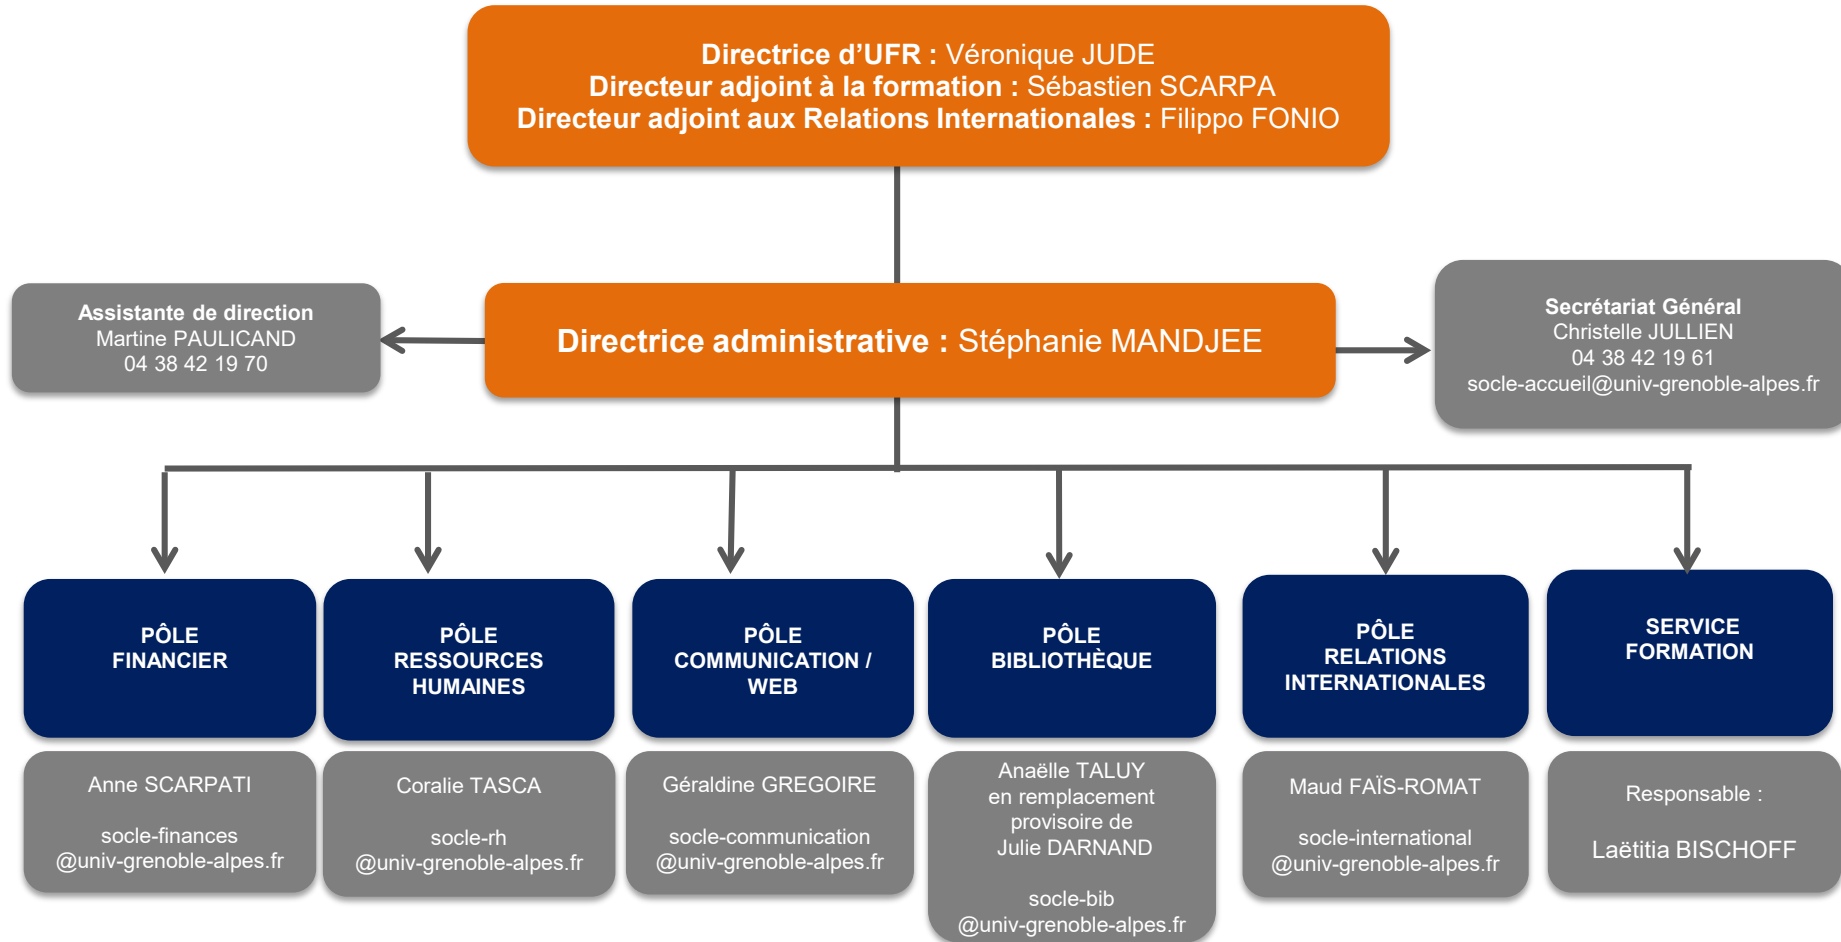 Directrice d’UFR : Véronique JUDE
Directeur adjoint à la formation : Sébastien SCARPA
Directeur adjoint aux Relations Internationales : Filippo FONIO
Assistante de direction
Martine PAULICAND
04 38 42 19 70
Directrice administrative : Stéphanie MANDJEE
Secrétariat Général
Christelle JULLIEN
04 38 42 19 61
socle-accueil@univ-grenoble-alpes.fr
PÔLE
FINANCIER
PÔLE
RESSOURCES
HUMAINES
PÔLE
COMMUNICATION /
WEB
PÔLE
BIBLIOTHÈQUE
PÔLE
RELATIONS
INTERNATIONALES
SERVICE
FORMATION
Anne SCARPATI
socle-finances
@univ-grenoble-alpes.fr
Coralie TASCA
socle-rh
@univ-grenoble-alpes.fr
Géraldine GREGOIRE
socle-communication
@univ-grenoble-alpes.fr
Anaëlle TALUY
en remplacement
provisoire de
Julie DARNAND
socle-bib
@univ-grenoble-alpes.fr
Maud FAÏS-ROMAT
socle-international
@univ-grenoble-alpes.fr
Responsable :
Laëtitia BISCHOFF